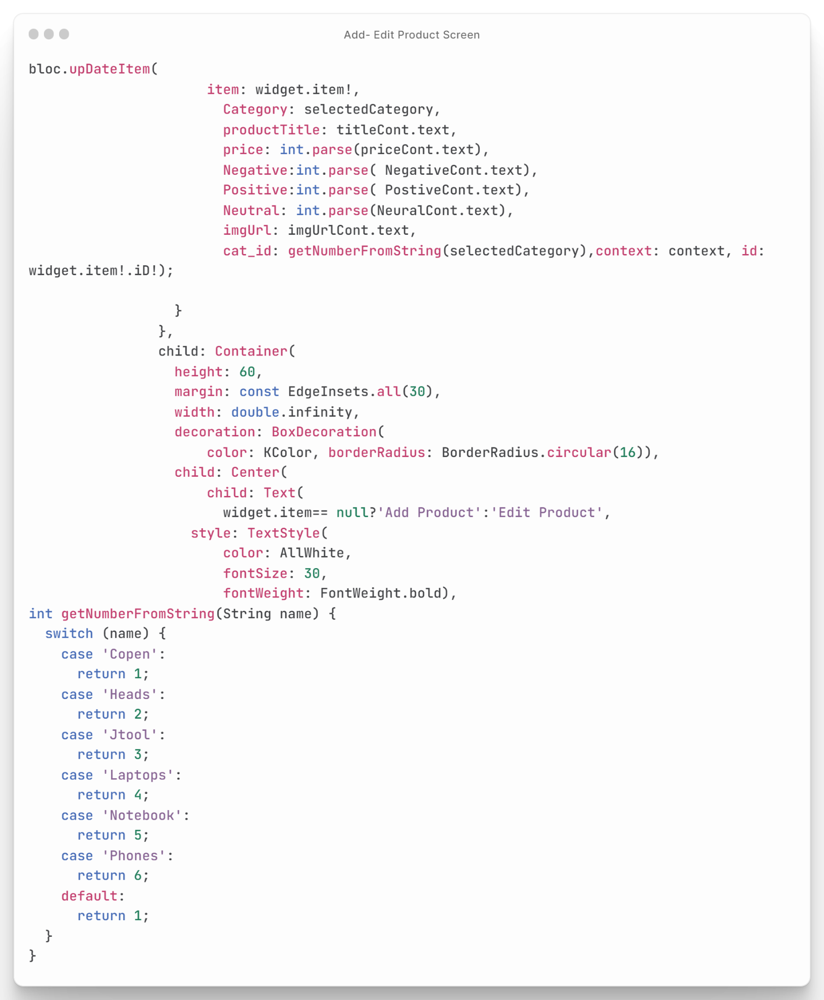 Add- Edit Product Screen
bloc.upDateItem(
                      item: widget.item!,
                        Category: selectedCategory,
                        productTitle: titleCont.text,
                        price: int.parse(priceCont.text),
                        Negative:int.parse( NegativeCont.text),
                        Positive:int.parse( PostiveCont.text),
                        Neutral: int.parse(NeuralCont.text),
                        imgUrl: imgUrlCont.text,
                        cat_id: getNumberFromString(selectedCategory),context: context, id:
widget.item!.iD!);

                  }
                },
                child: Container(
                  height: 60,
                  margin: const EdgeInsets.all(30),
                  width: double.infinity,
                  decoration: BoxDecoration(
                      color: KColor, borderRadius: BorderRadius.circular(16)),
                  child: Center(
                      child: Text(
                        widget.item== null?'Add Product':'Edit Product',
                    style: TextStyle(
                        color: AllWhite,
                        fontSize: 30,
                        fontWeight: FontWeight.bold),
int getNumberFromString(String name) {
  switch (name) {
    case 'Copen':
      return 1;
    case 'Heads':
      return 2;
    case 'Jtool':
      return 3;
    case 'Laptops':
      return 4;
    case 'Notebook':
      return 5;
    case 'Phones':
      return 6;
    default:
      return 1;
  }
}